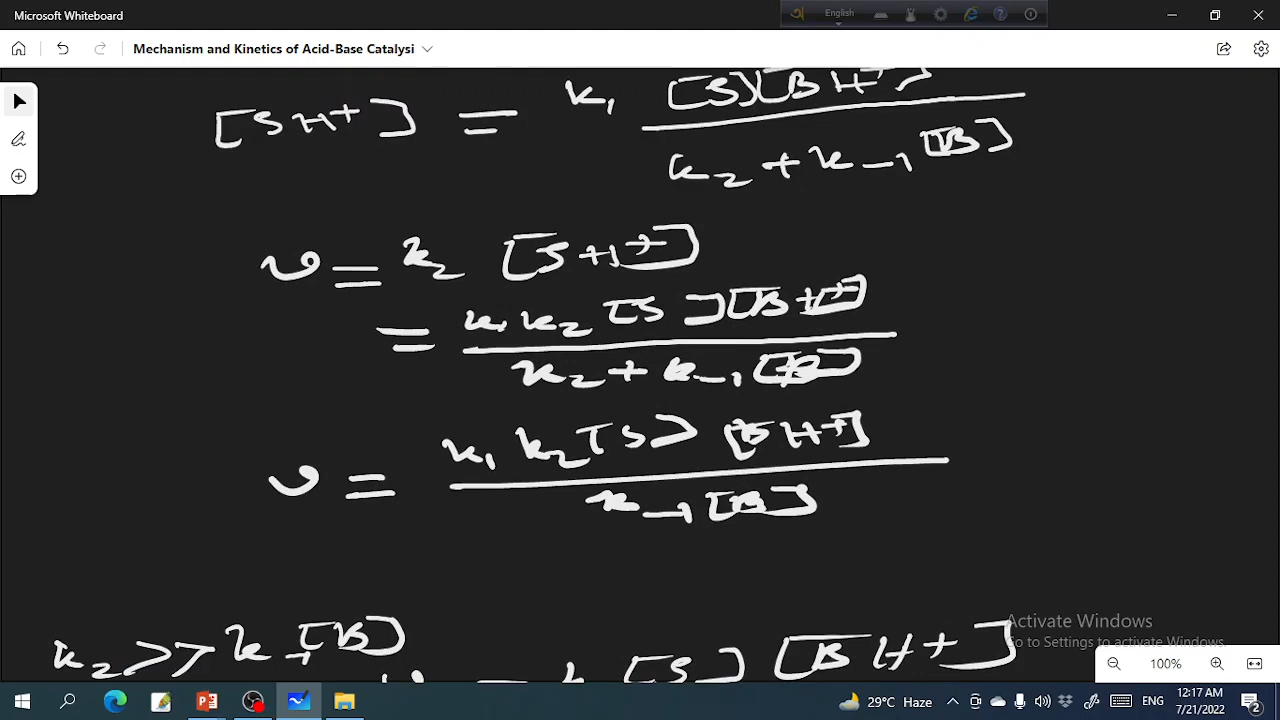 Microsoft Whiteboard
English
Mechanism and Kinetics of Acid-Base Catalysi
[SH+] = k₁ [S][BH+] / k₂ + k₋₁ [B]
v = k₂ [SH+]
= k₁ k₂ [S][BH+] / k₂ + k₋₁ [B]
v = k₁ k₂ [S] [BH+] / k₋₁ [B]
k₂ >> k₋₁ [B]
[S] [BH+]
Activate Windows
Go to Settings to activate Windows.
100%
29°C Haze
ENG
12:17 AM
7/21/2022
2